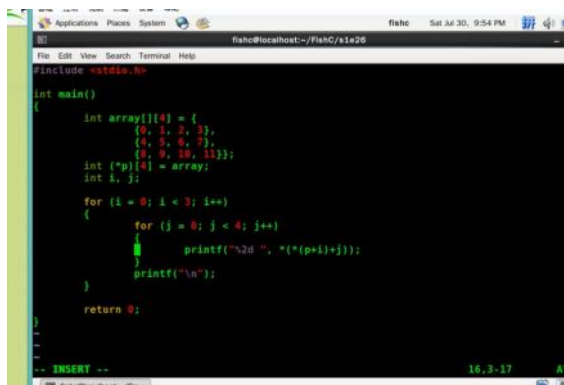 Applications Places System fishc Sat Jul 30, 9:54 PM
fishc@localhost:~/FishC/s1e26
File Edit View Search Terminal Help
#include <stdio.h>
int main()
{
int array[][4] = {
{0, 1, 2, 3},
{4, 5, 6, 7},
{8, 9, 10, 11}};
int (*p)[4] = array;
int i, j;
for (i = 0; i < 3; i++)
{
for (j = 0; j < 4; j++)
{
printf("%2d ", *(*(p+i)+j));
}
printf("\n");
}
return 0;
}
~
~
~
-- INSERT -- 16,3-17